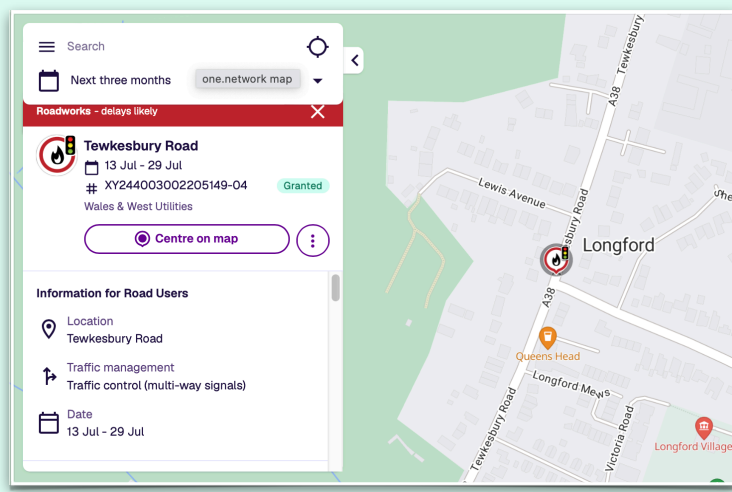 Search
Next three months
one.network map
Roadworks - delays likely
Tewkesbury Road
13 Jul - 29 Jul
XY244003002205149-04
Granted
Wales & West Utilities
Centre on map
Information for Road Users
Location
Tewkesbury Road
Traffic management
Traffic control (multi-way signals)
Date
13 Jul - 29 Jul
Tewkesbury
A38
Lewis Avenue
Longford
A38
Queens Head
Longford Mews
Tewkesbury Road
Victoria Road
Longford Village